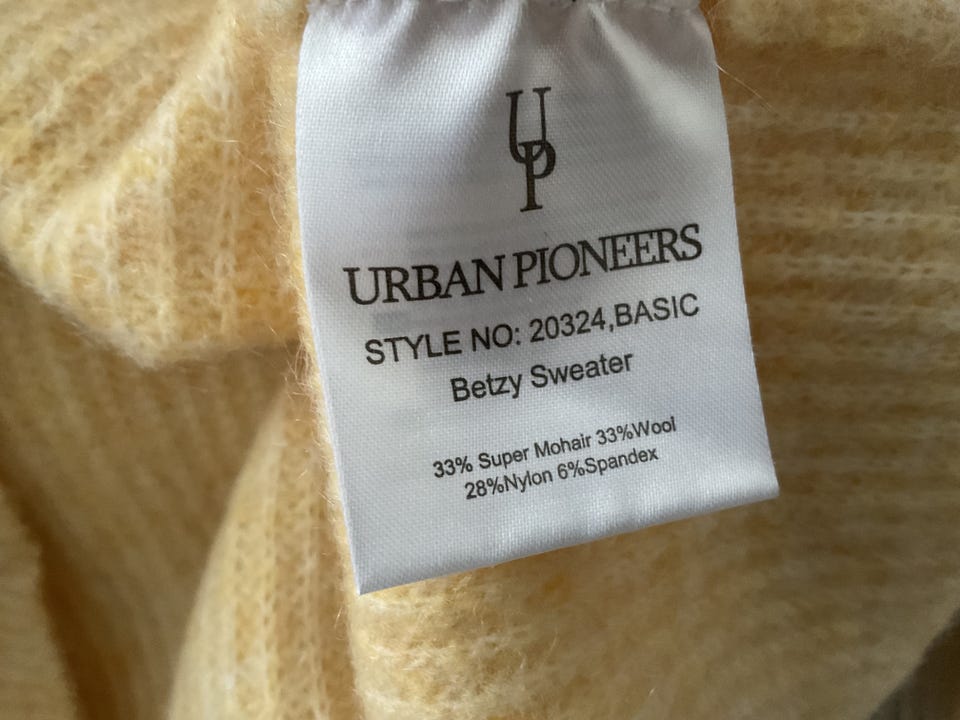 UP
URBAN PIONEERS
STYLE NO: 20324,BASIC
Betzy Sweater
33% Super Mohair 33%Wool
28%Nylon 6%Spandex